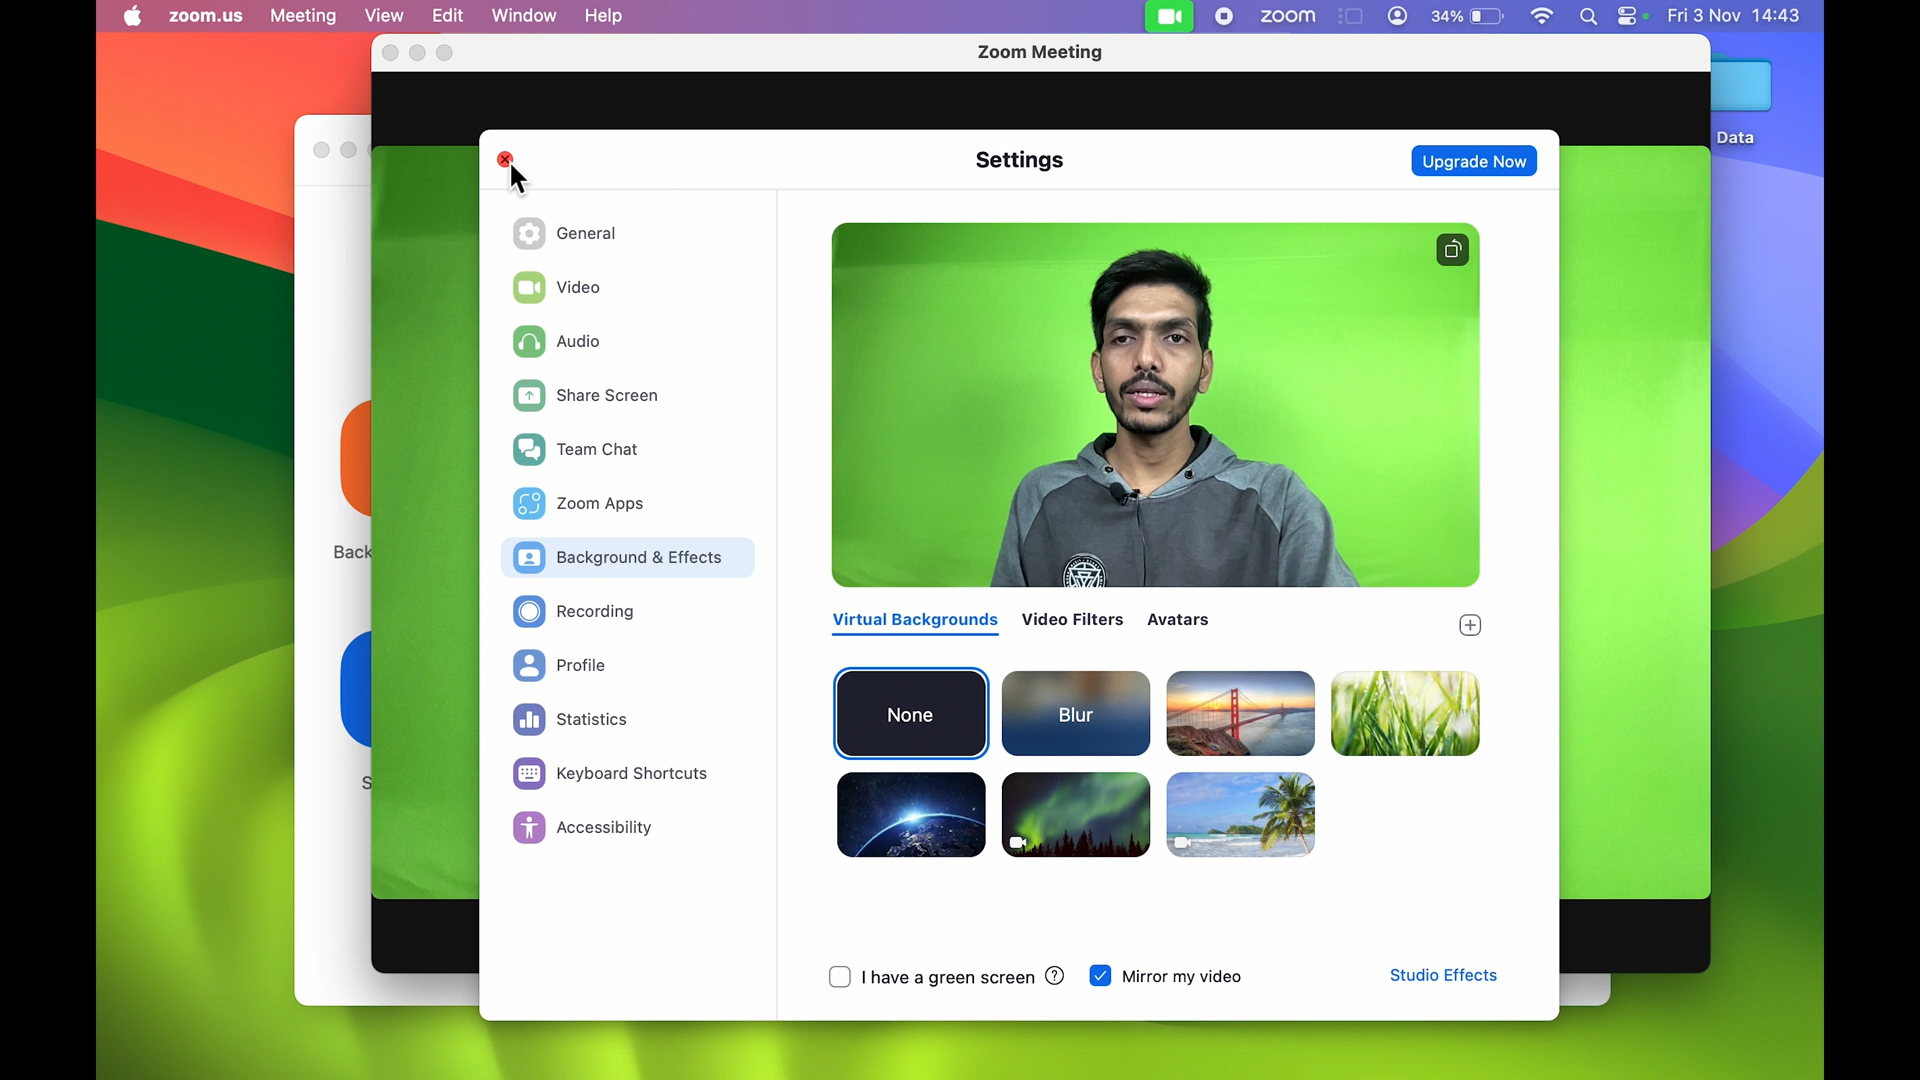 zoom.us Meeting View Edit Window Help zoom 34% Fri 3 Nov 14:43
Zoom Meeting
Data
Settings
Upgrade Now
General
Video
Audio
Share Screen
Team Chat
Zoom Apps
Background & Effects
Recording
Profile
Statistics
Keyboard Shortcuts
Accessibility
Back
S
Virtual Backgrounds Video Filters Avatars
None
Blur
I have a green screen ? Mirror my video Studio Effects